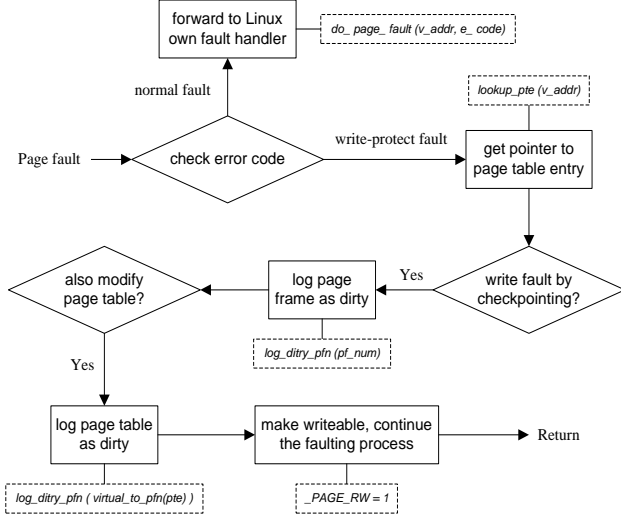 forward to Linux
own fault handler
do_ page_ fault (v_addr, e_ code)
normal fault
lookup_pte (v_addr)
Page fault
check error code
write-protect fault
get pointer to
page table entry
also modify
page table?
log page
frame as dirty
Yes
write fault by
checkpointing?
log_ditry_pfn (pf_num)
Yes
log page table
as dirty
make writeable, continue
the faulting process
Return
log_ditry_pfn ( virtual_to_pfn(pte) )
_PAGE_RW = 1